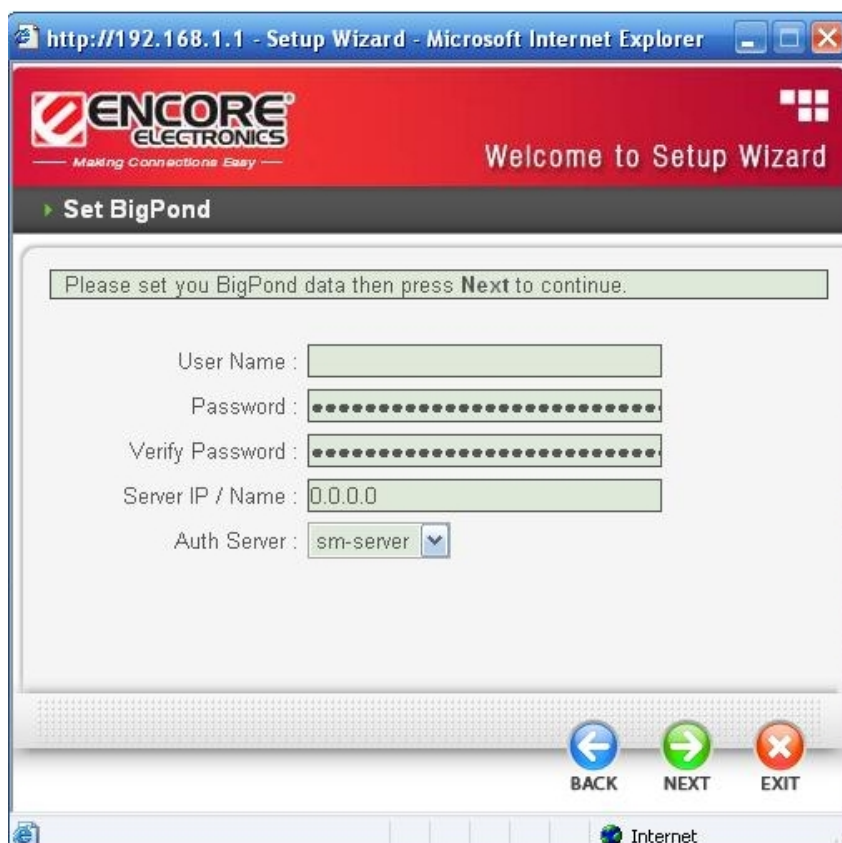 http://192.168.1.1 - Setup Wizard - Microsoft Internet Explorer
ENCORE
ELECTRONICS
Making Connections Easy
Welcome to Setup Wizard
Set BigPond
Please set you BigPond data then press Next to continue.
User Name :
Password :
Verify Password :
Server IP / Name : 0.0.0.0
Auth Server : sm-server
BACK NEXT EXIT
Internet